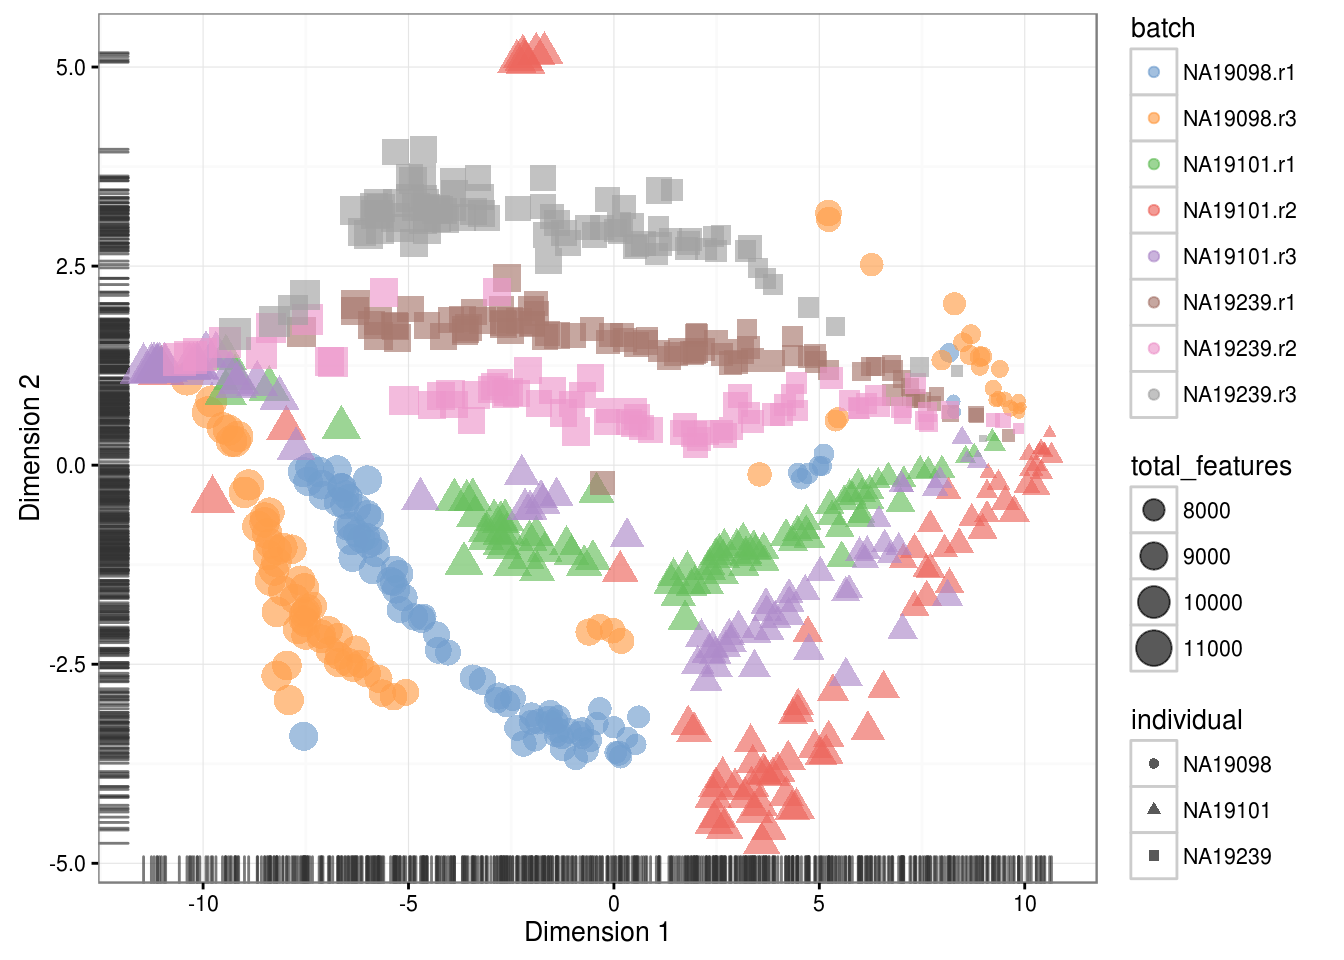 batch
NA19098.r1
NA19098.r3
NA19101.r1
NA19101.r2
NA19101.r3
NA19239.r1
NA19239.r2
NA19239.r3
total_features
8000
9000
10000
11000
individual
NA19098
NA19101
NA19239
5.0
2.5
0.0
-2.5
-5.0
Dimension 2
-10
-5
0
5
10
Dimension 1